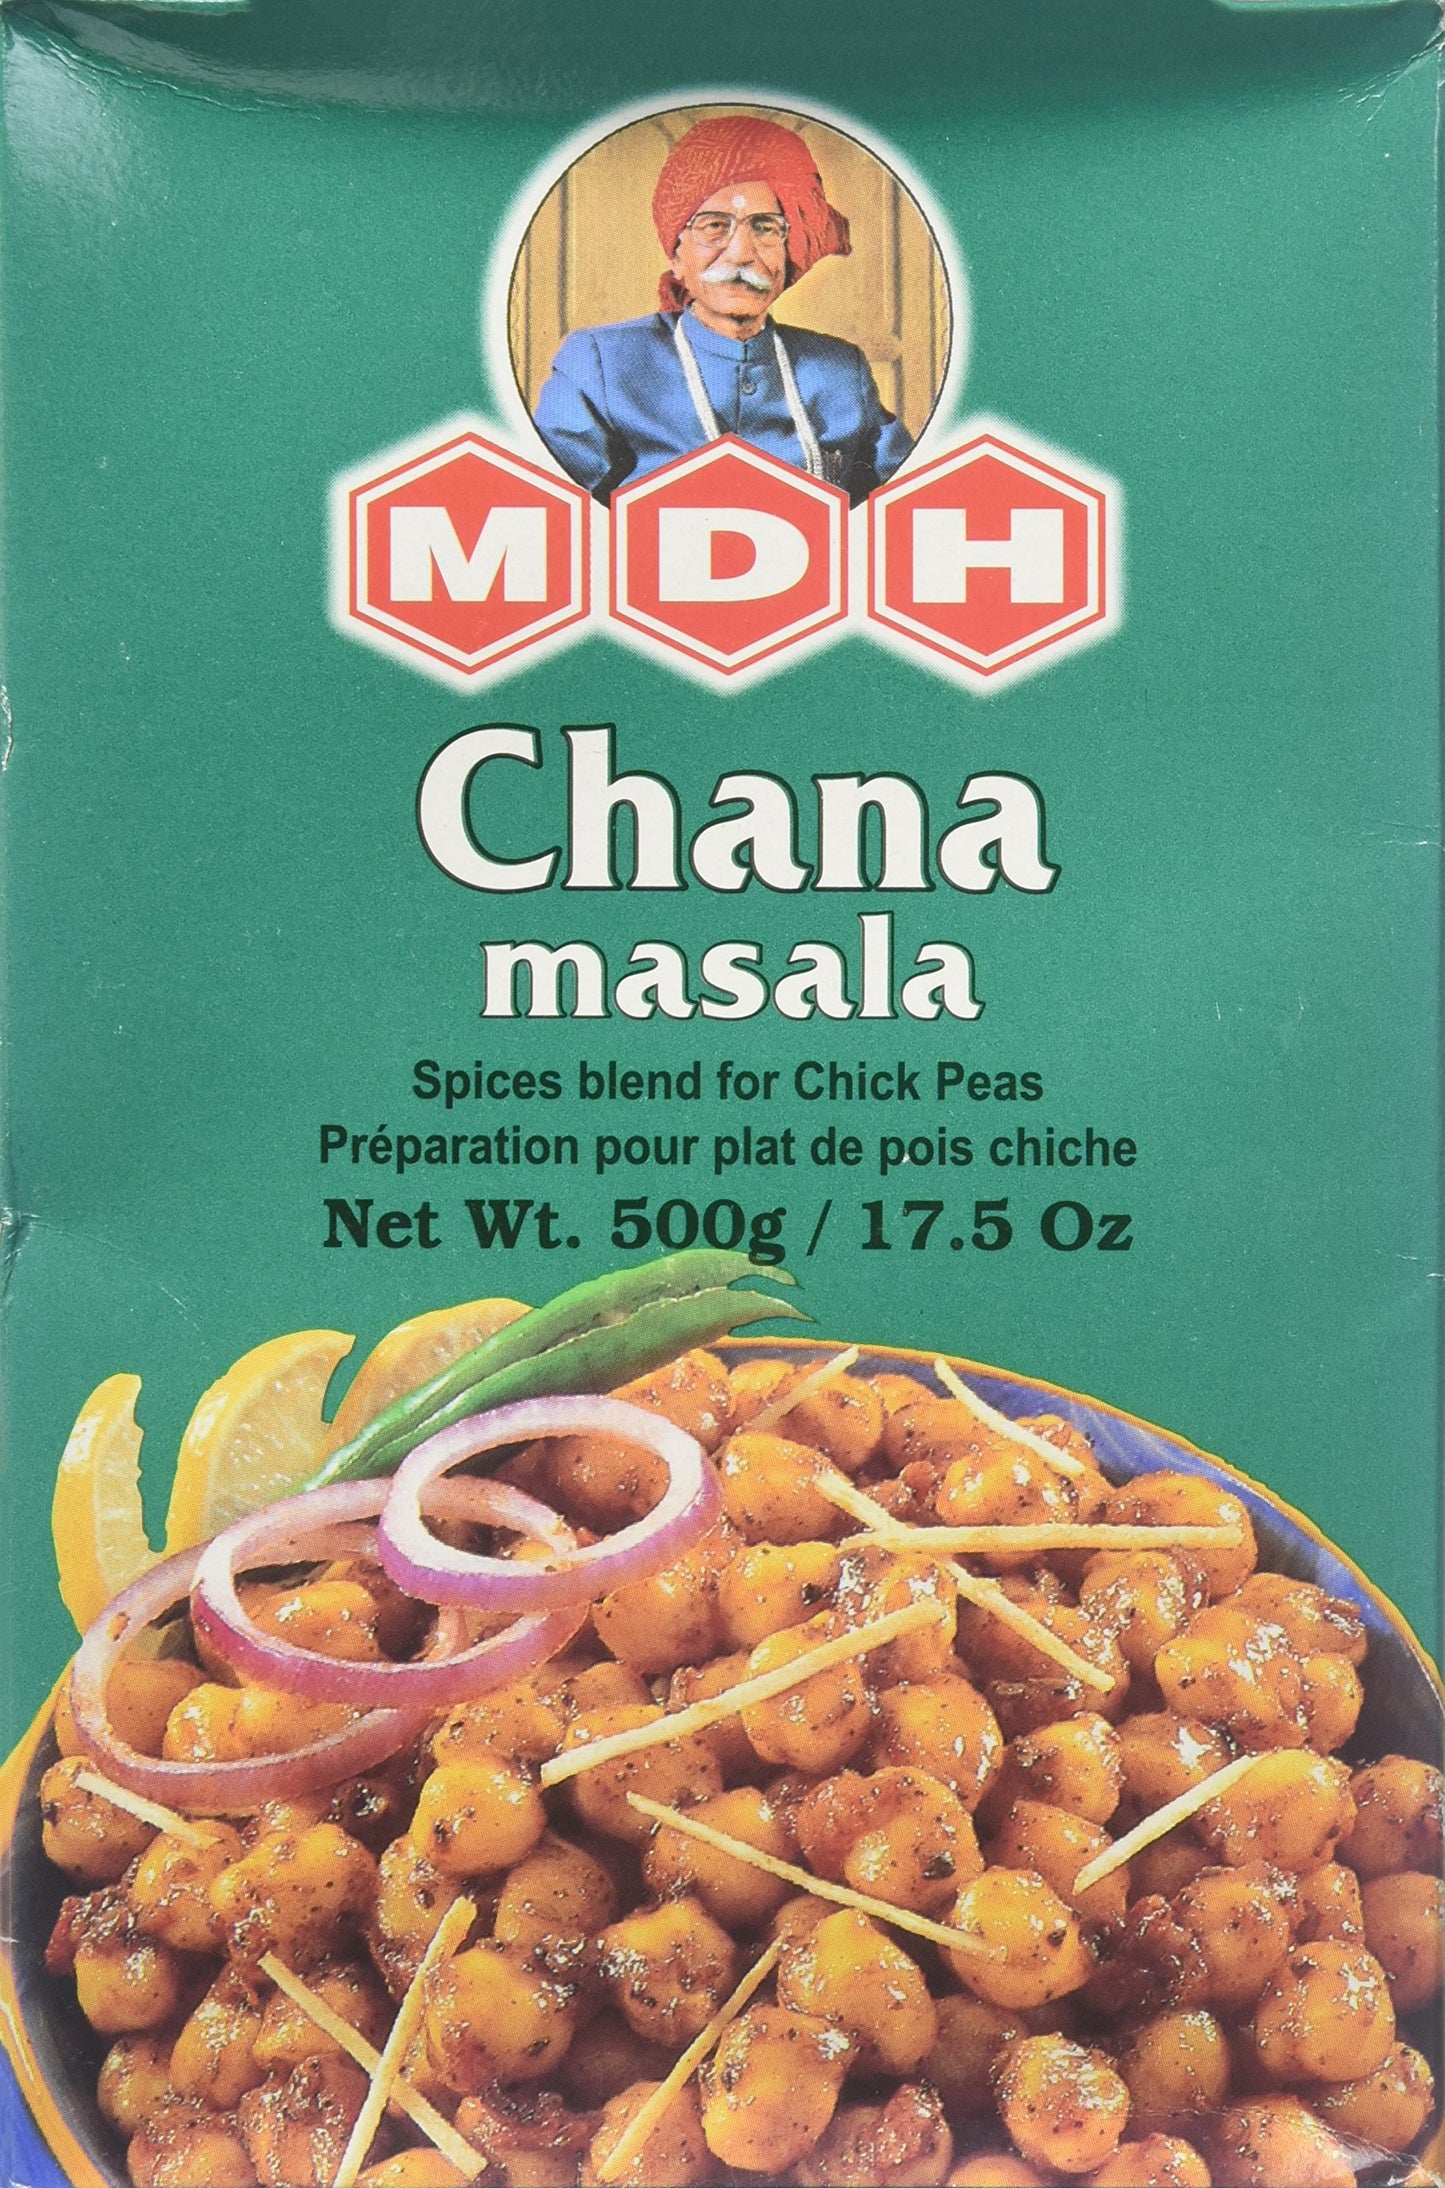 MDH
Chana
masala
Spices blend for Chick Peas
Préparation pour plat de pois chiche
Net Wt. 500g / 17.5 Oz